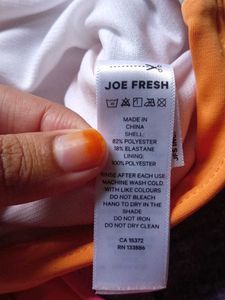 JOE FRESH
MADE IN
CHINA
SHELL:
82% POLYESTER
18% ELASTANE
LINING:
100% POLYESTER
RINSE AFTER EACH USE.
MACHINE WASH COLD.
WITH LIKE COLOURS
DO NOT BLEACH
HANG TO DRY IN THE
SHADE
DO NOT IRON
DO NOT DRY CLEAN
CA 15372
RN 133886